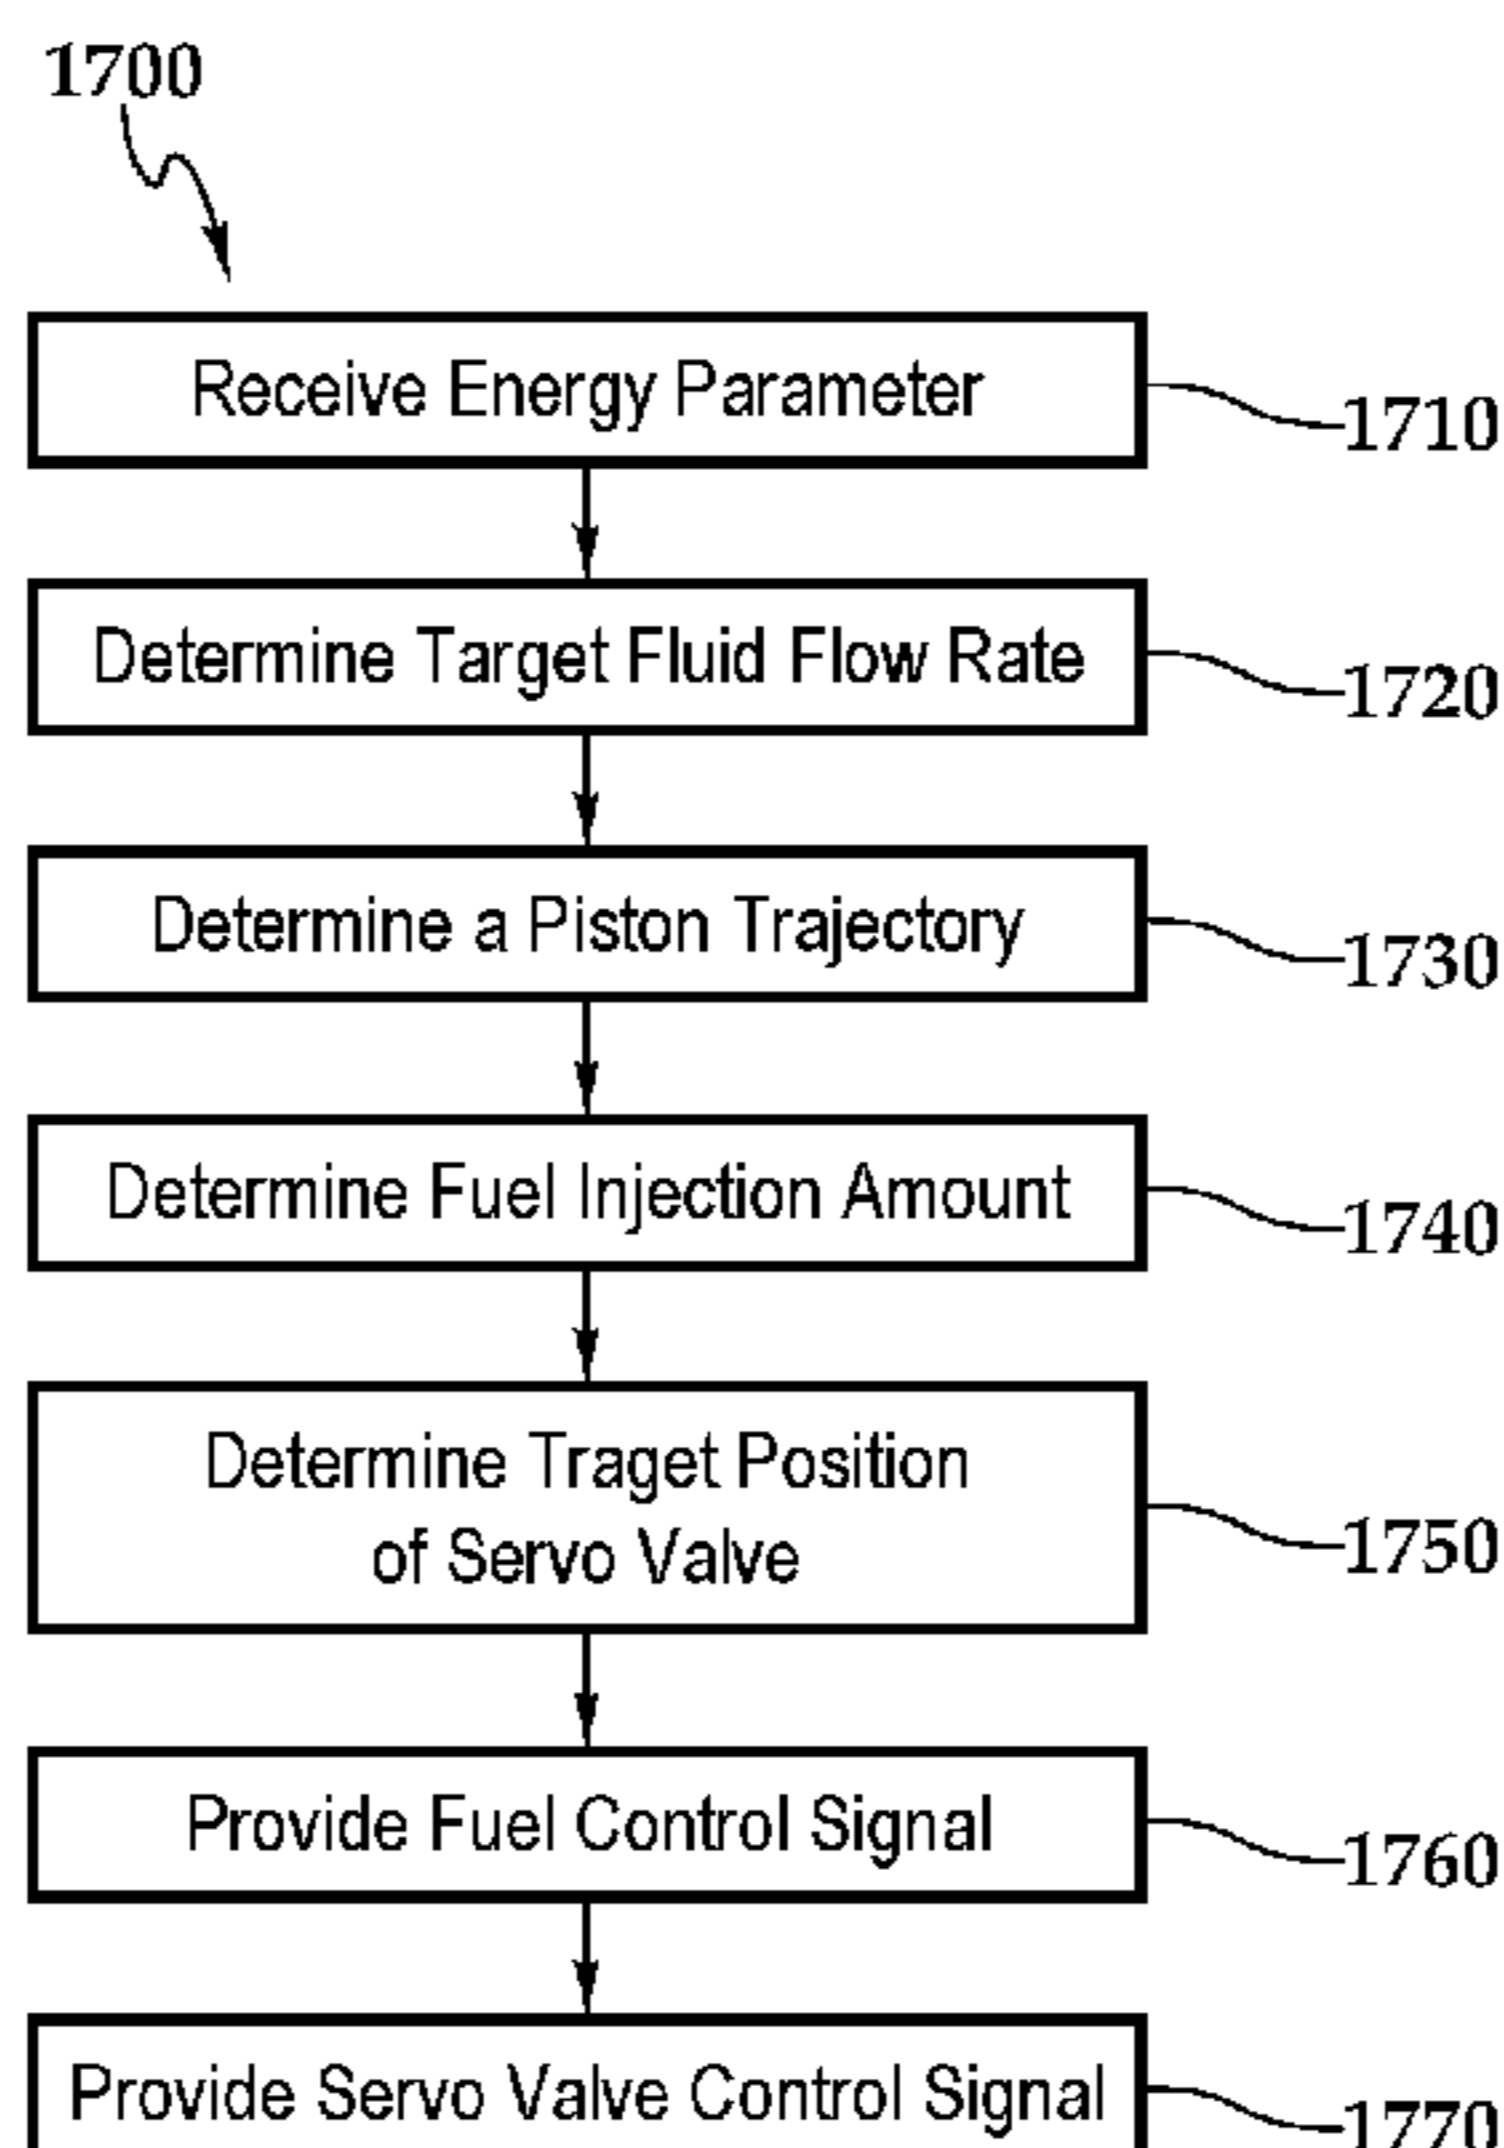 1700
Receive Energy Parameter
1710
Determine Target Fluid Flow Rate
1720
Determine a Piston Trajectory
1730
Determine Fuel Injection Amount
1740
Determine Traget Position
of Servo Valve
1750
Provide Fuel Control Signal
1760
Provide Servo Valve Control Signal
1770